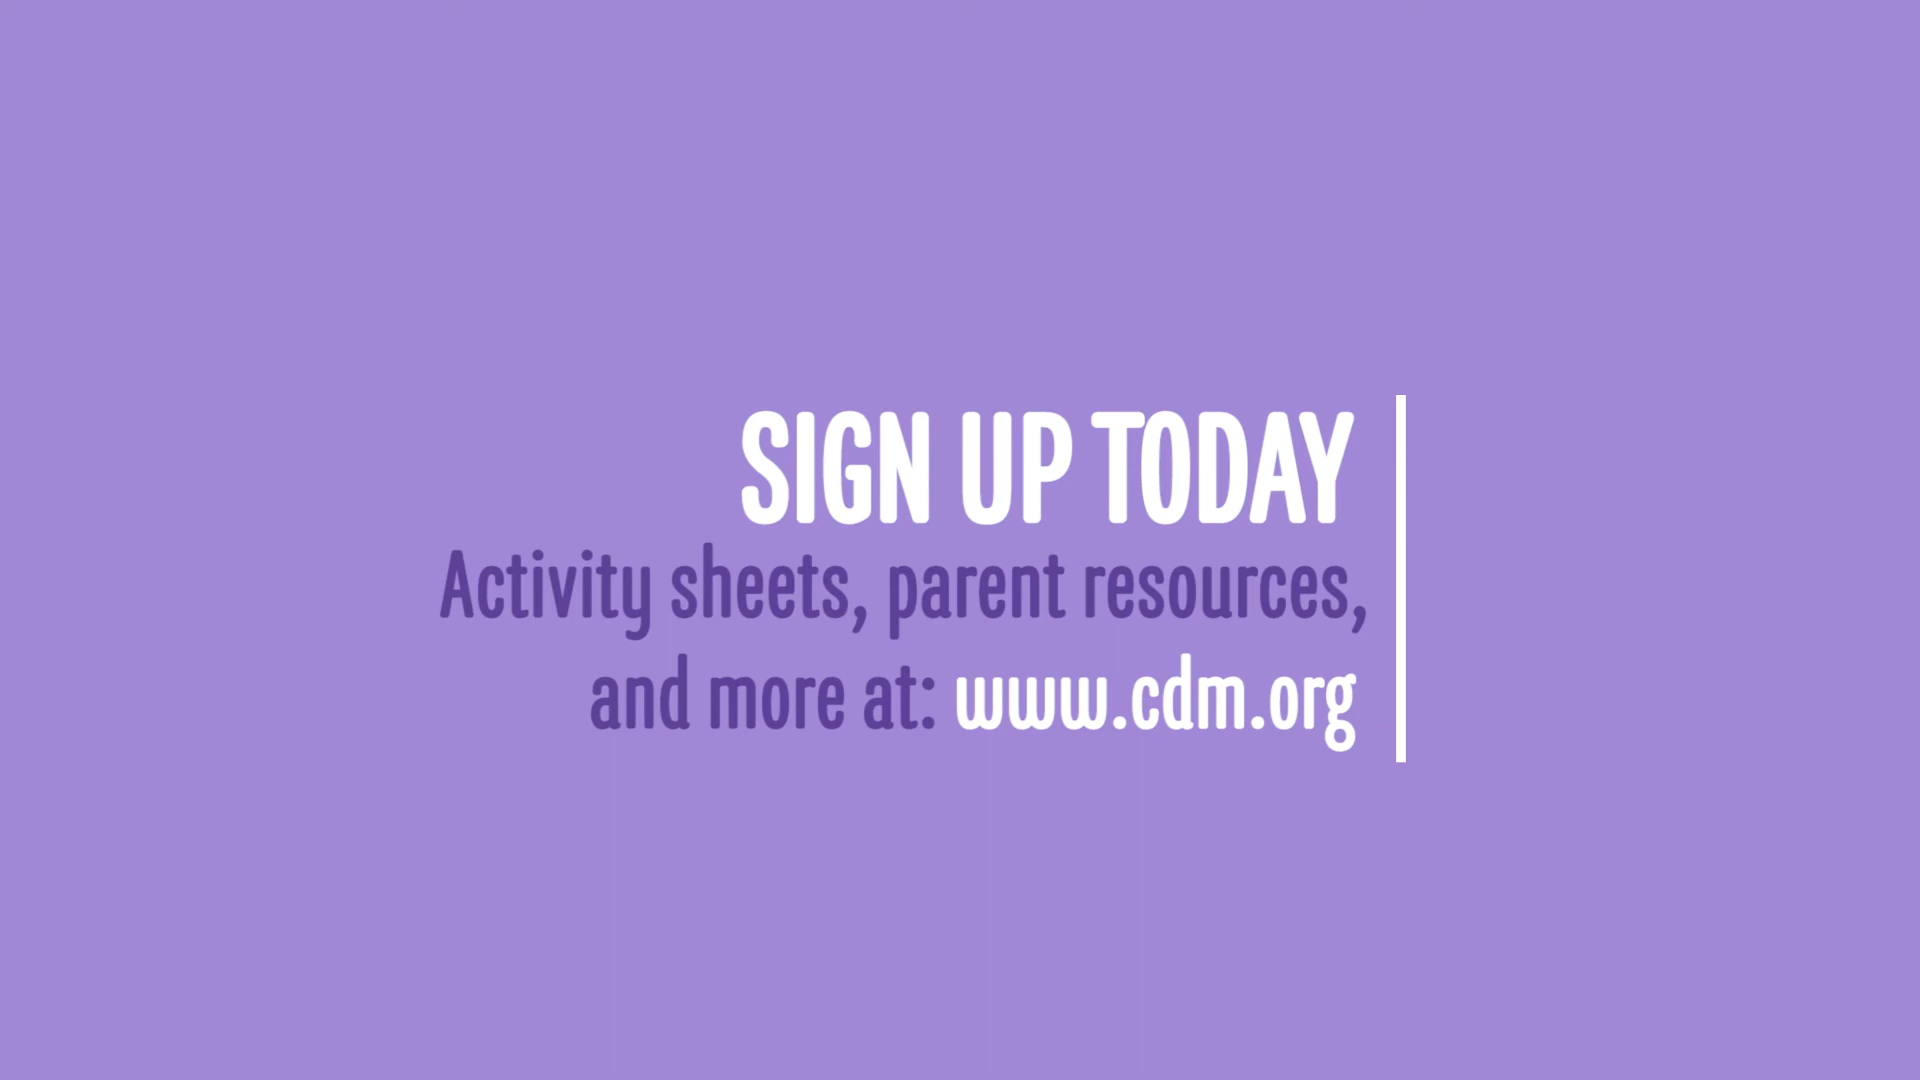 SIGN UP TODAY
Activity sheets, parent resources,
and more at: www.cdm.org